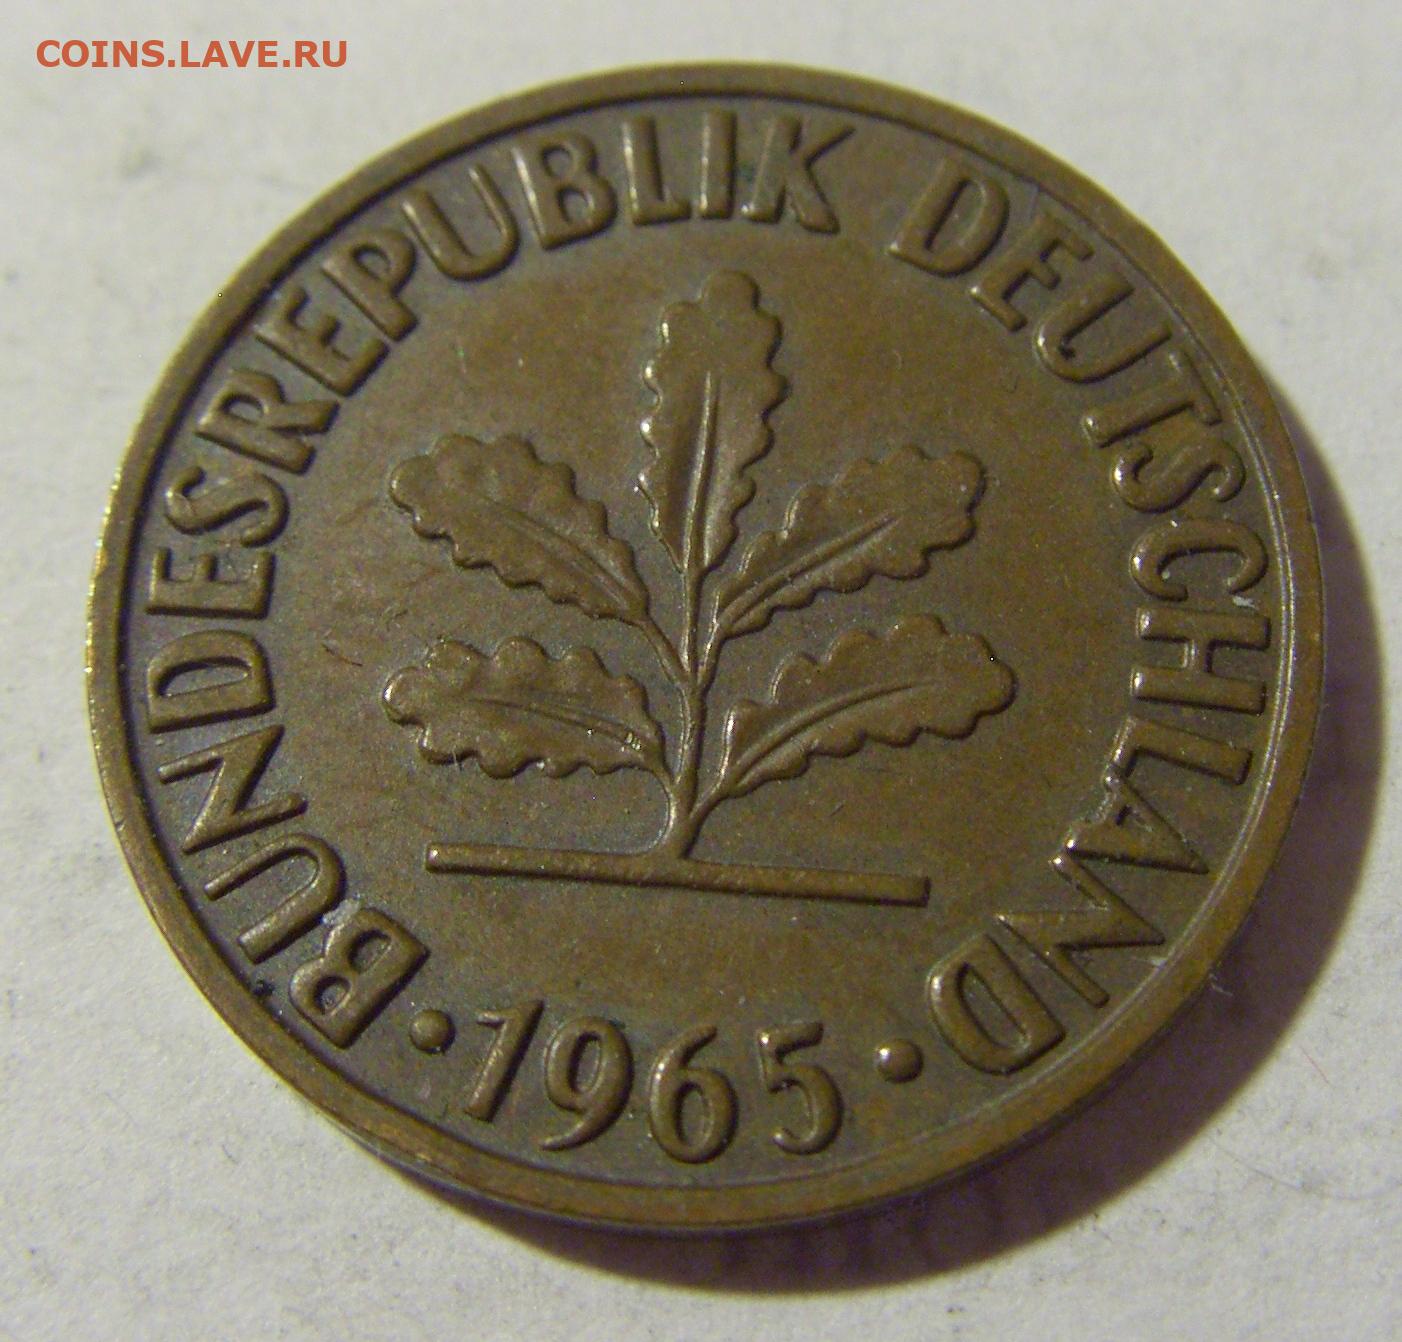 COINS.LAVE.RU
BUNDESREPUBLIK DEUTSCHLAND
· 1965 ·